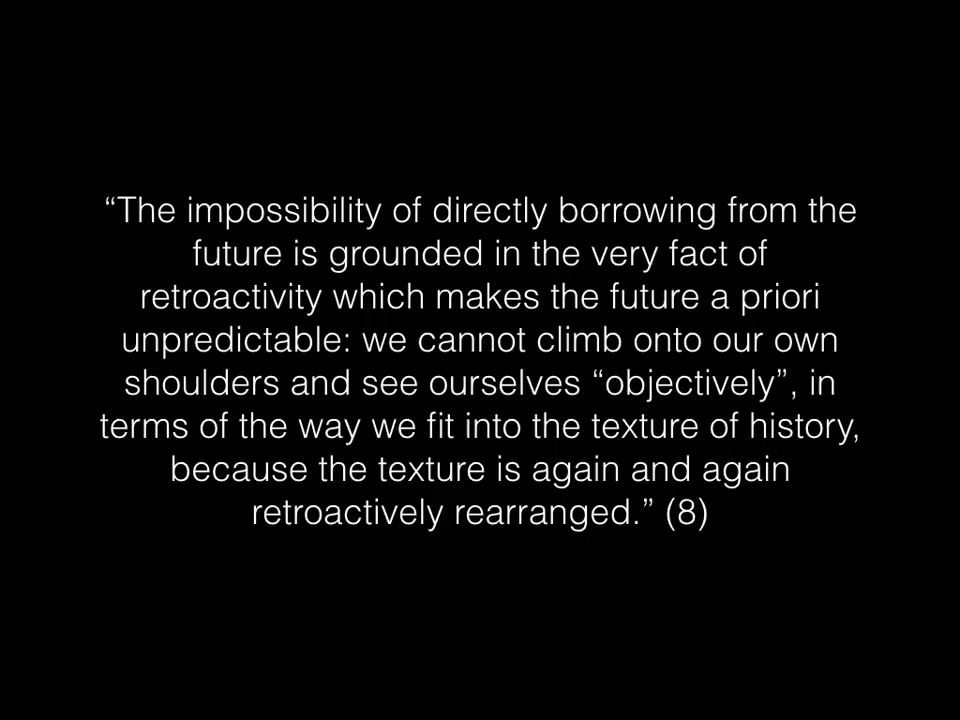 “The impossibility of directly borrowing from the
future is grounded in the very fact of
retroactivity which makes the future a priori
unpredictable: we cannot climb onto our own
shoulders and see ourselves “objectively”, in
terms of the way we fit into the texture of history,
because the texture is again and again
retroactively rearranged.” (8)